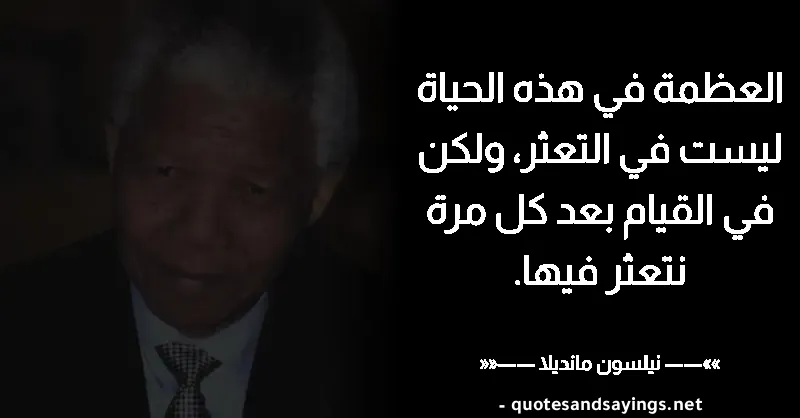 العظمة في هذه الحياة
ليست في التعثر، ولكن
في القيام بعد كل مرة
نتعثر فيها.
»»—— نيلسون مانديلا ——««
- quotesandsayings.net